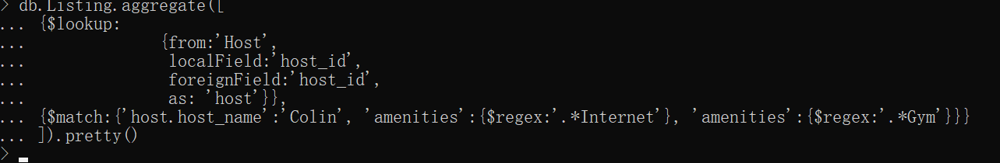 > db.Listing.aggregate([
... {$lookup:
...             {from:'Host',
...              localField:'host_id',
...              foreignField:'host_id',
...              as: 'host'}},
... {$match:{'host.host_name':'Colin', 'amenities':{$regex:'.*Internet'}, 'amenities':{$regex:'.*Gym'}}}
... ]).pretty()
>